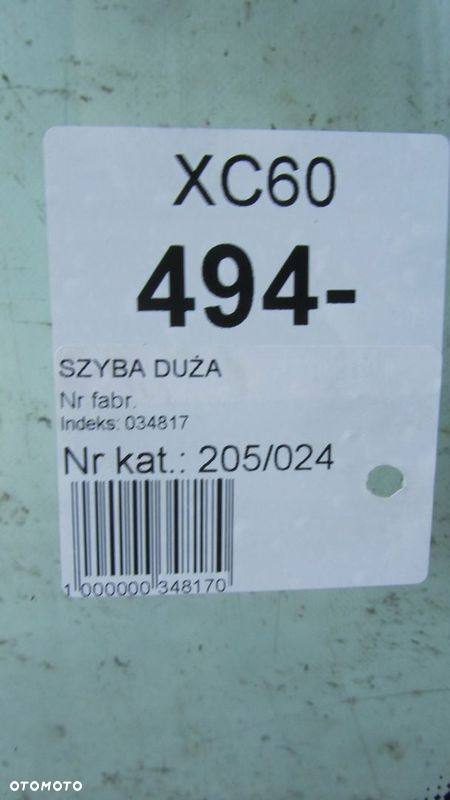 XC60
494-
SZYBA DUŻA
Nr fabr.
Indeks: 034817
Nr kat.: 205/024
1 000000 348170
OTOMOTO